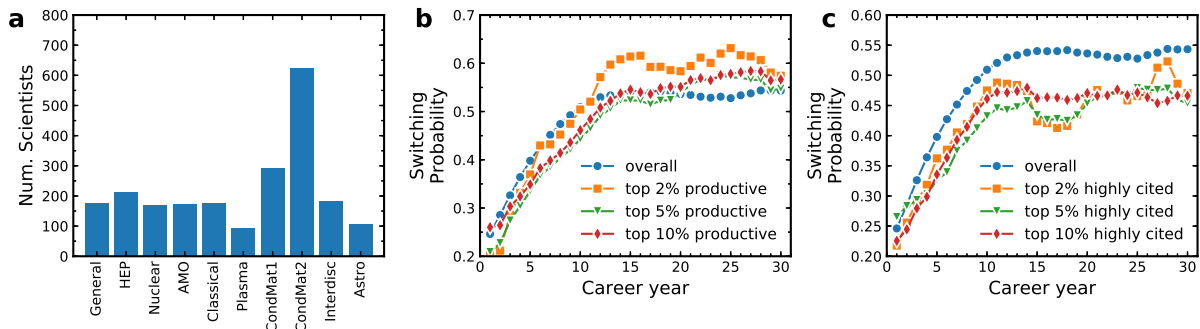 a
800
700
600
500
400
300
200
100
0
Num. Scientists
General
HEP
Nuclear
AMO
Classical
Plasma
CondMat1
CondMat2
Interdisc
Astro
b
0.7
0.6
0.5
0.4
0.3
0.2
Switching
Probability
overall
top 2% productive
top 5% productive
top 10% productive
0 5 10 15 20 25 30
Career year
c
0.60
0.55
0.50
0.45
0.40
0.35
0.30
0.25
0.20
Switching
Probability
overall
top 2% highly cited
top 5% highly cited
top 10% highly cited
0 5 10 15 20 25 30
Career year